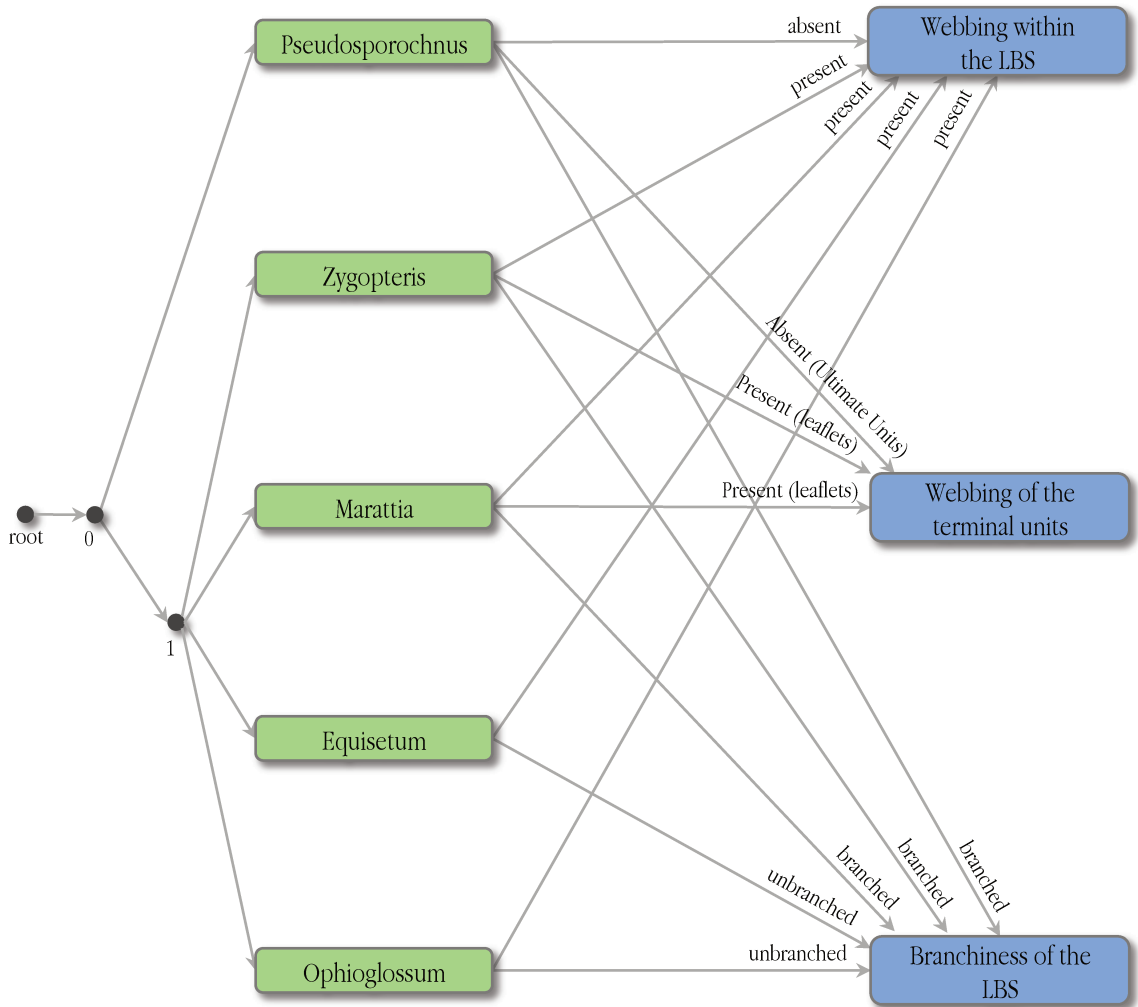 Pseudosporochnus
absent
Webbing within
the LBS
present
present
present
present
Zygopteris
Absent (Ultimate Units)
Present (leaflets)
Marattia
Present (leaflets)
Webbing of the
terminal units
root
0
1
Equisetum
branched
branched
branched
unbranched
unbranched
Ophioglossum
Branchiness of the
LBS